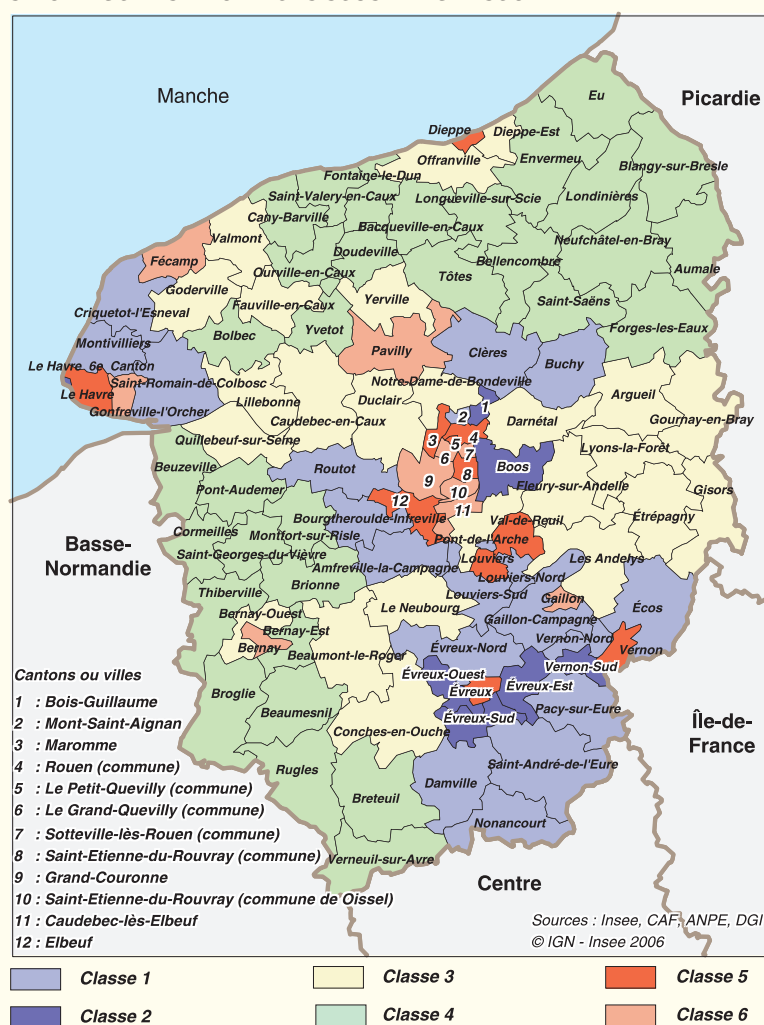 Manche
Picardie
Eu
Dieppe
Dieppe-Est
Offranville
Envermeu
Blangy-sur-Bresle
Fontaine-le-Dun
Saint-Valery-en-Caux
Longueville-sur-Scie
Londinières
Cany-Barville
Bacqueville-en-Caux
Valmont
Doudeville
Neufchâtel-en-Bray
Fécamp
Bellencombre
Aumale
Ourville-en-Caux
Tôtes
Goderville
Fauville-en-Caux
Yerville
Saint-Saëns
Criquetot-l'Esneval
Bolbec
Yvetot
Forges-les-Eaux
Montivilliers
Pavilly
Clères
Buchy
Le Havre 6e Canton
Saint-Romain-de-Colbosc
Notre-Dame-de-Bondeville
Le Havre
Gonfreville-l'Orcher
Lillebonne
Duclair
Argueil
1
2
Caudebec-en-Caux
Darnétal
Gournay-en-Bray
Quillebeuf-sur-Seine
3
4
5
Lyons-la-Forêt
6
7
Beuzeville
Routot
8
Boos
Pont-Audemer
9
10
Fleury-sur-Andelle
Gisors
12
11
Bourgtheroulde-Infreville
Val-de-Reuil
Étrépagny
Cormeilles
Montfort-sur-Risle
Pont-de-l'Arche
Basse-
Normandie
Saint-Georges-du-Vièvre
Amfreville-la-Campagne
Louviers
Les Andelys
Louviers-Nord
Thiberville
Brionne
Louviers-Sud
Gaillon
Écos
Bernay-Ouest
Le Neubourg
Gaillon-Campagne
Bernay-Est
Vernon-Nord
Bernay
Beaumont-le-Roger
Évreux-Nord
Vernon
Vernon-Sud
Évreux-Ouest
Évreux-Est
Évreux
Broglie
Beaumesnil
Évreux-Sud
Pacy-sur-Eure
Conches-en-Ouche
Île-de-
France
Rugles
Saint-André-de-l'Eure
Damville
Breteuil
Nonancourt
Verneuil-sur-Avre
Centre
Cantons ou villes
1 : Bois-Guillaume
2 : Mont-Saint-Aignan
3 : Maromme
4 : Rouen (commune)
5 : Le Petit-Quevilly (commune)
6 : Le Grand-Quevilly (commune)
7 : Sotteville-lès-Rouen (commune)
8 : Saint-Etienne-du-Rouvray (commune)
9 : Grand-Couronne
10 : Saint-Etienne-du-Rouvray (commune de Oissel)
11 : Caudebec-lès-Elbeuf
12 : Elbeuf
Sources : Insee, CAF, ANPE, DGI
© IGN - Insee 2006
Classe 1
Classe 3
Classe 5
Classe 2
Classe 4
Classe 6